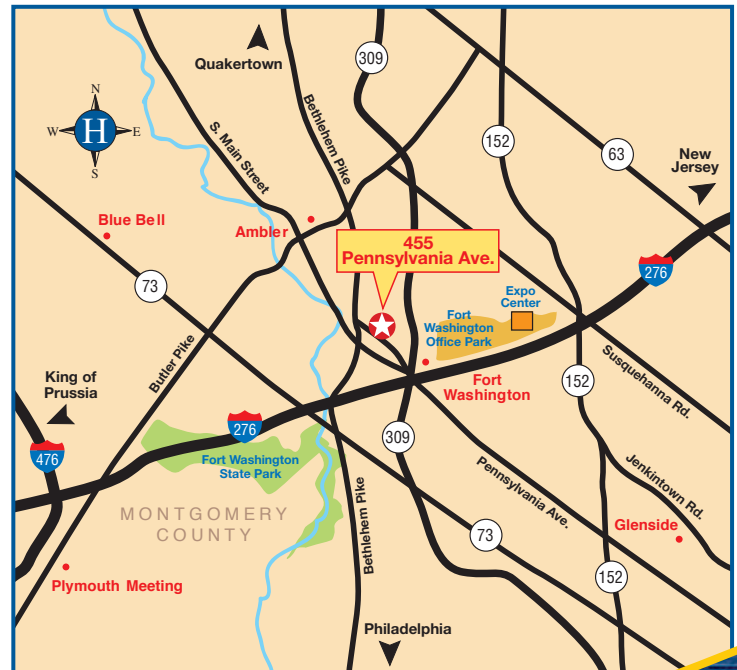 Quakertown
309
N
W
H
E
S
Bethlehem Pike
S. Main Street
152
63
New
Jersey
Blue Bell
Ambler
455
Pennsylvania Ave.
276
73
Expo
Center
Fort
Washington
Office Park
Butler Pike
King of
Prussia
Fort
Washington
152
Susquehanna Rd.
476
276
309
Fort Washington
State Park
Pennsylvania Ave.
Jenkintown Rd.
MONTGOMERY
COUNTY
Bethlehem Pike
73
Glenside
152
Plymouth Meeting
Philadelphia